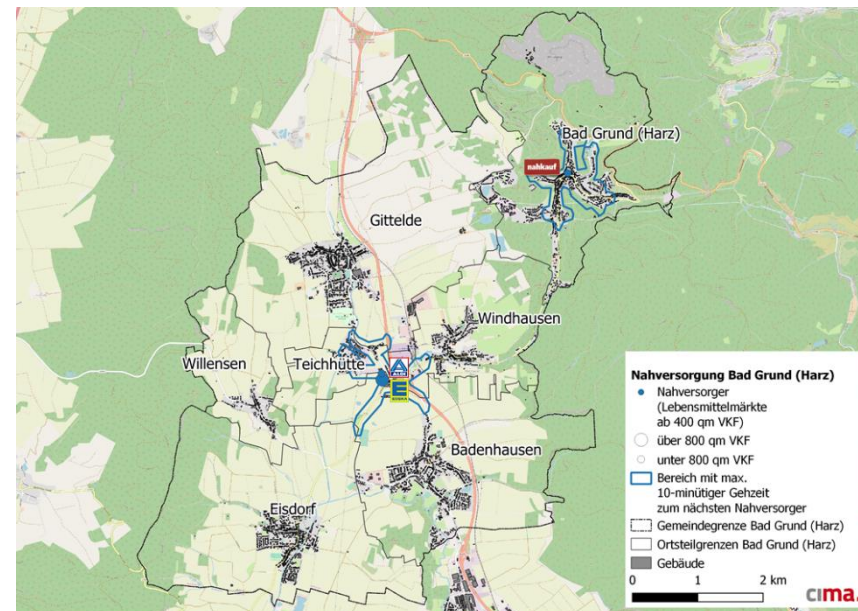 Bad Grund (Harz)
nahkauf
Gittelde
Windhausen
Willensen
Teichhütte
A
E
Badenhausen
Eisdorf
Nahversorgung Bad Grund (Harz)
Nahversorger
(Lebensmittelmärkte
ab 400 qm VKF)
über 800 qm VKF
unter 800 qm VKF
Bereich mit max.
10-minütiger Gehzeit
zum nächsten Nahversorger
Gemeindegrenze Bad Grund (Harz)
Ortsteilgrenzen Bad Grund (Harz)
Gebäude
0 1 2 km
cima.